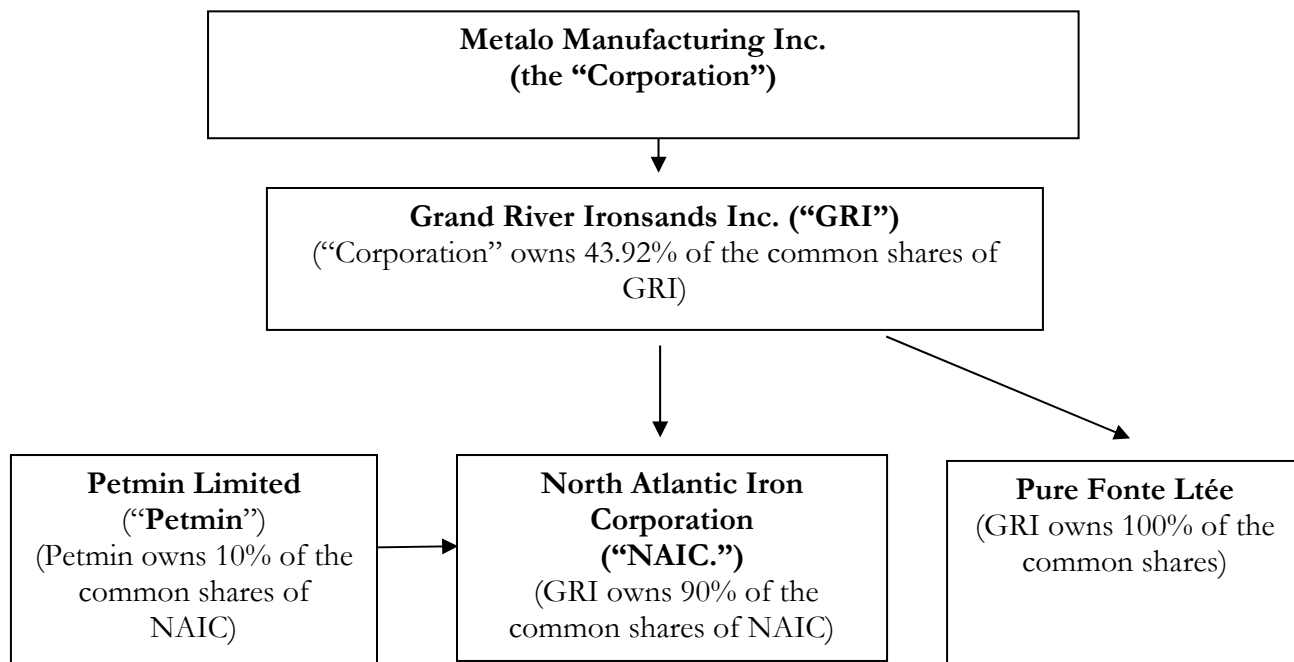 Metalo Manufacturing Inc.
(the “Corporation”)
Grand River Ironsands Inc. (“GRI”)
(“Corporation” owns 43.92% of the common shares of
GRI)
Petmin Limited
(“Petmin”)
(Petmin owns 10% of the
common shares of
NAIC)
North Atlantic Iron
Corporation
(“NAIC.”)
(GRI owns 90% of the
common shares of NAIC)
Pure Fonte Ltée
(GRI owns 100% of the
common shares)